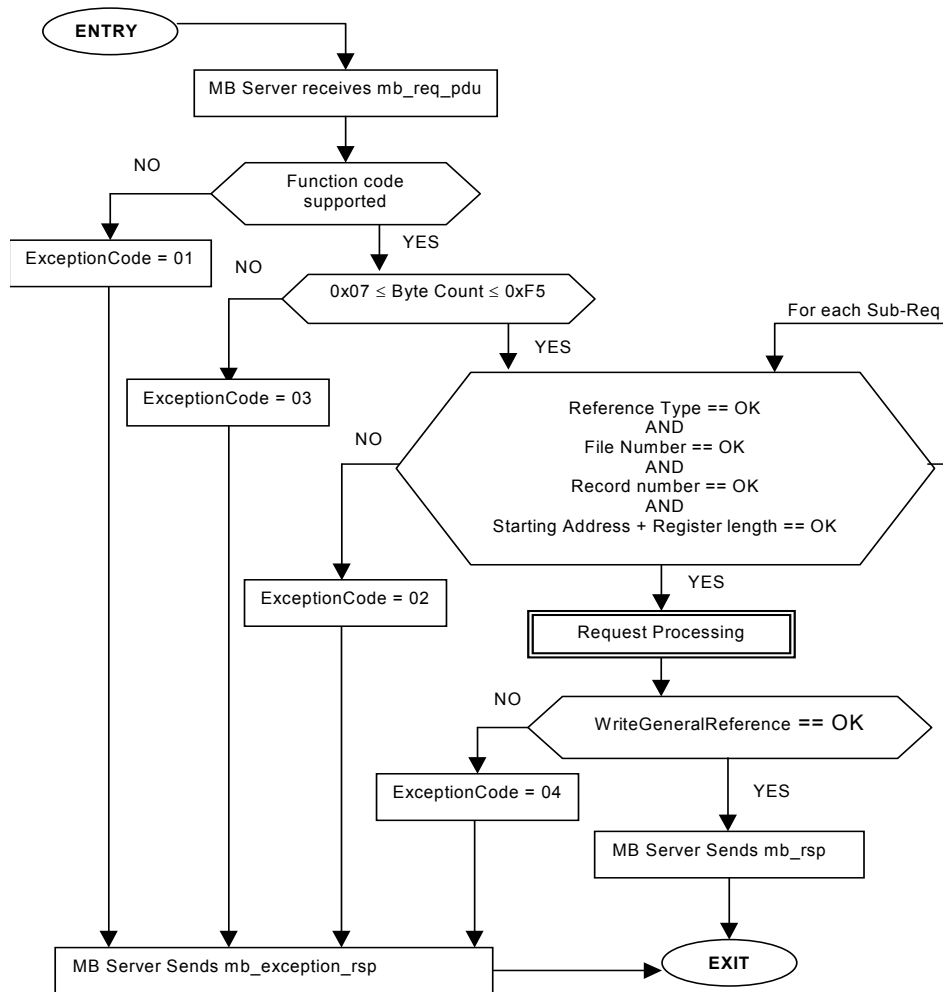 ENTRY
MB Server receives mb_req_pdu
NO
Function code
supported
YES
ExceptionCode = 01
NO
0x07 ≤ Byte Count ≤ 0xF5
For each Sub-Req
YES
ExceptionCode = 03
Reference Type == OK
AND
NO
File Number == OK
AND
Record number == OK
AND
Starting Address + Register length == OK
YES
ExceptionCode = 02
Request Processing
NO
WriteGeneralReference == OK
ExceptionCode = 04
YES
MB Server Sends mb_rsp
MB Server Sends mb_exception_rsp
EXIT